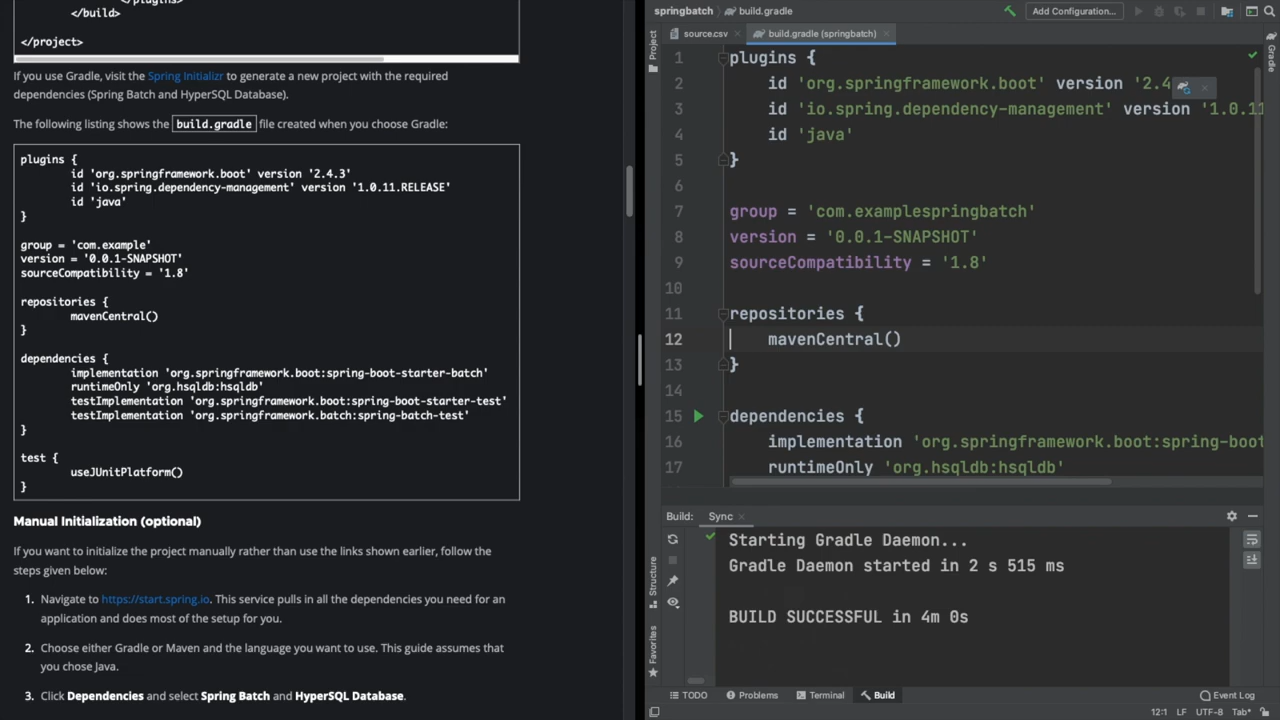 </build>
</project>
If you use Gradle, visit the Spring Initializr to generate a new project with the required
dependencies (Spring Batch and HyperSQL Database).
The following listing shows the build.gradle file created when you choose Gradle:
plugins {
id 'org.springframework.boot' version '2.4.3'
id 'io.spring.dependency-management' version '1.0.11.RELEASE'
id 'java'
}
group = 'com.example'
version = '0.0.1-SNAPSHOT'
sourceCompatibility = '1.8'
repositories {
mavenCentral()
}
dependencies {
implementation 'org.springframework.boot:spring-boot-starter-batch'
runtimeOnly 'org.hsqldb:hsqldb'
testImplementation 'org.springframework.boot:spring-boot-starter-test'
testImplementation 'org.springframework.batch:spring-batch-test'
}
test {
useJUnitPlatform()
}
Manual Initialization (optional)
If you want to initialize the project manually rather than use the links shown earlier, follow the
steps given below:
1. Navigate to https://start.spring.io. This service pulls in all the dependencies you need for an
application and does most of the setup for you.
2. Choose either Gradle or Maven and the language you want to use. This guide assumes that
you chose Java.
3. Click Dependencies and select Spring Batch and HyperSQL Database.
springbatch build.gradle
Add Configuration...
source.csv build.gradle (springbatch)
Project
Gradle
1 plugins {
2 id 'org.springframework.boot' version '2.4
3 id 'io.spring.dependency-management' version '1.0.11
4 id 'java'
5 }
6
7 group = 'com.examplespringbatch'
8 version = '0.0.1-SNAPSHOT'
9 sourceCompatibility = '1.8'
10
11 repositories {
12 mavenCentral()
13 }
14
15 dependencies {
16 implementation 'org.springframework.boot:spring-boot
17 runtimeOnly 'org.hsqldb:hsqldb'
Build: Sync
Structure
Favorites
Starting Gradle Daemon...
Gradle Daemon started in 2 s 515 ms
BUILD SUCCESSFUL in 4m 0s
TODO Problems Terminal Build Event Log
12:1 LF UTF-8 Tab*